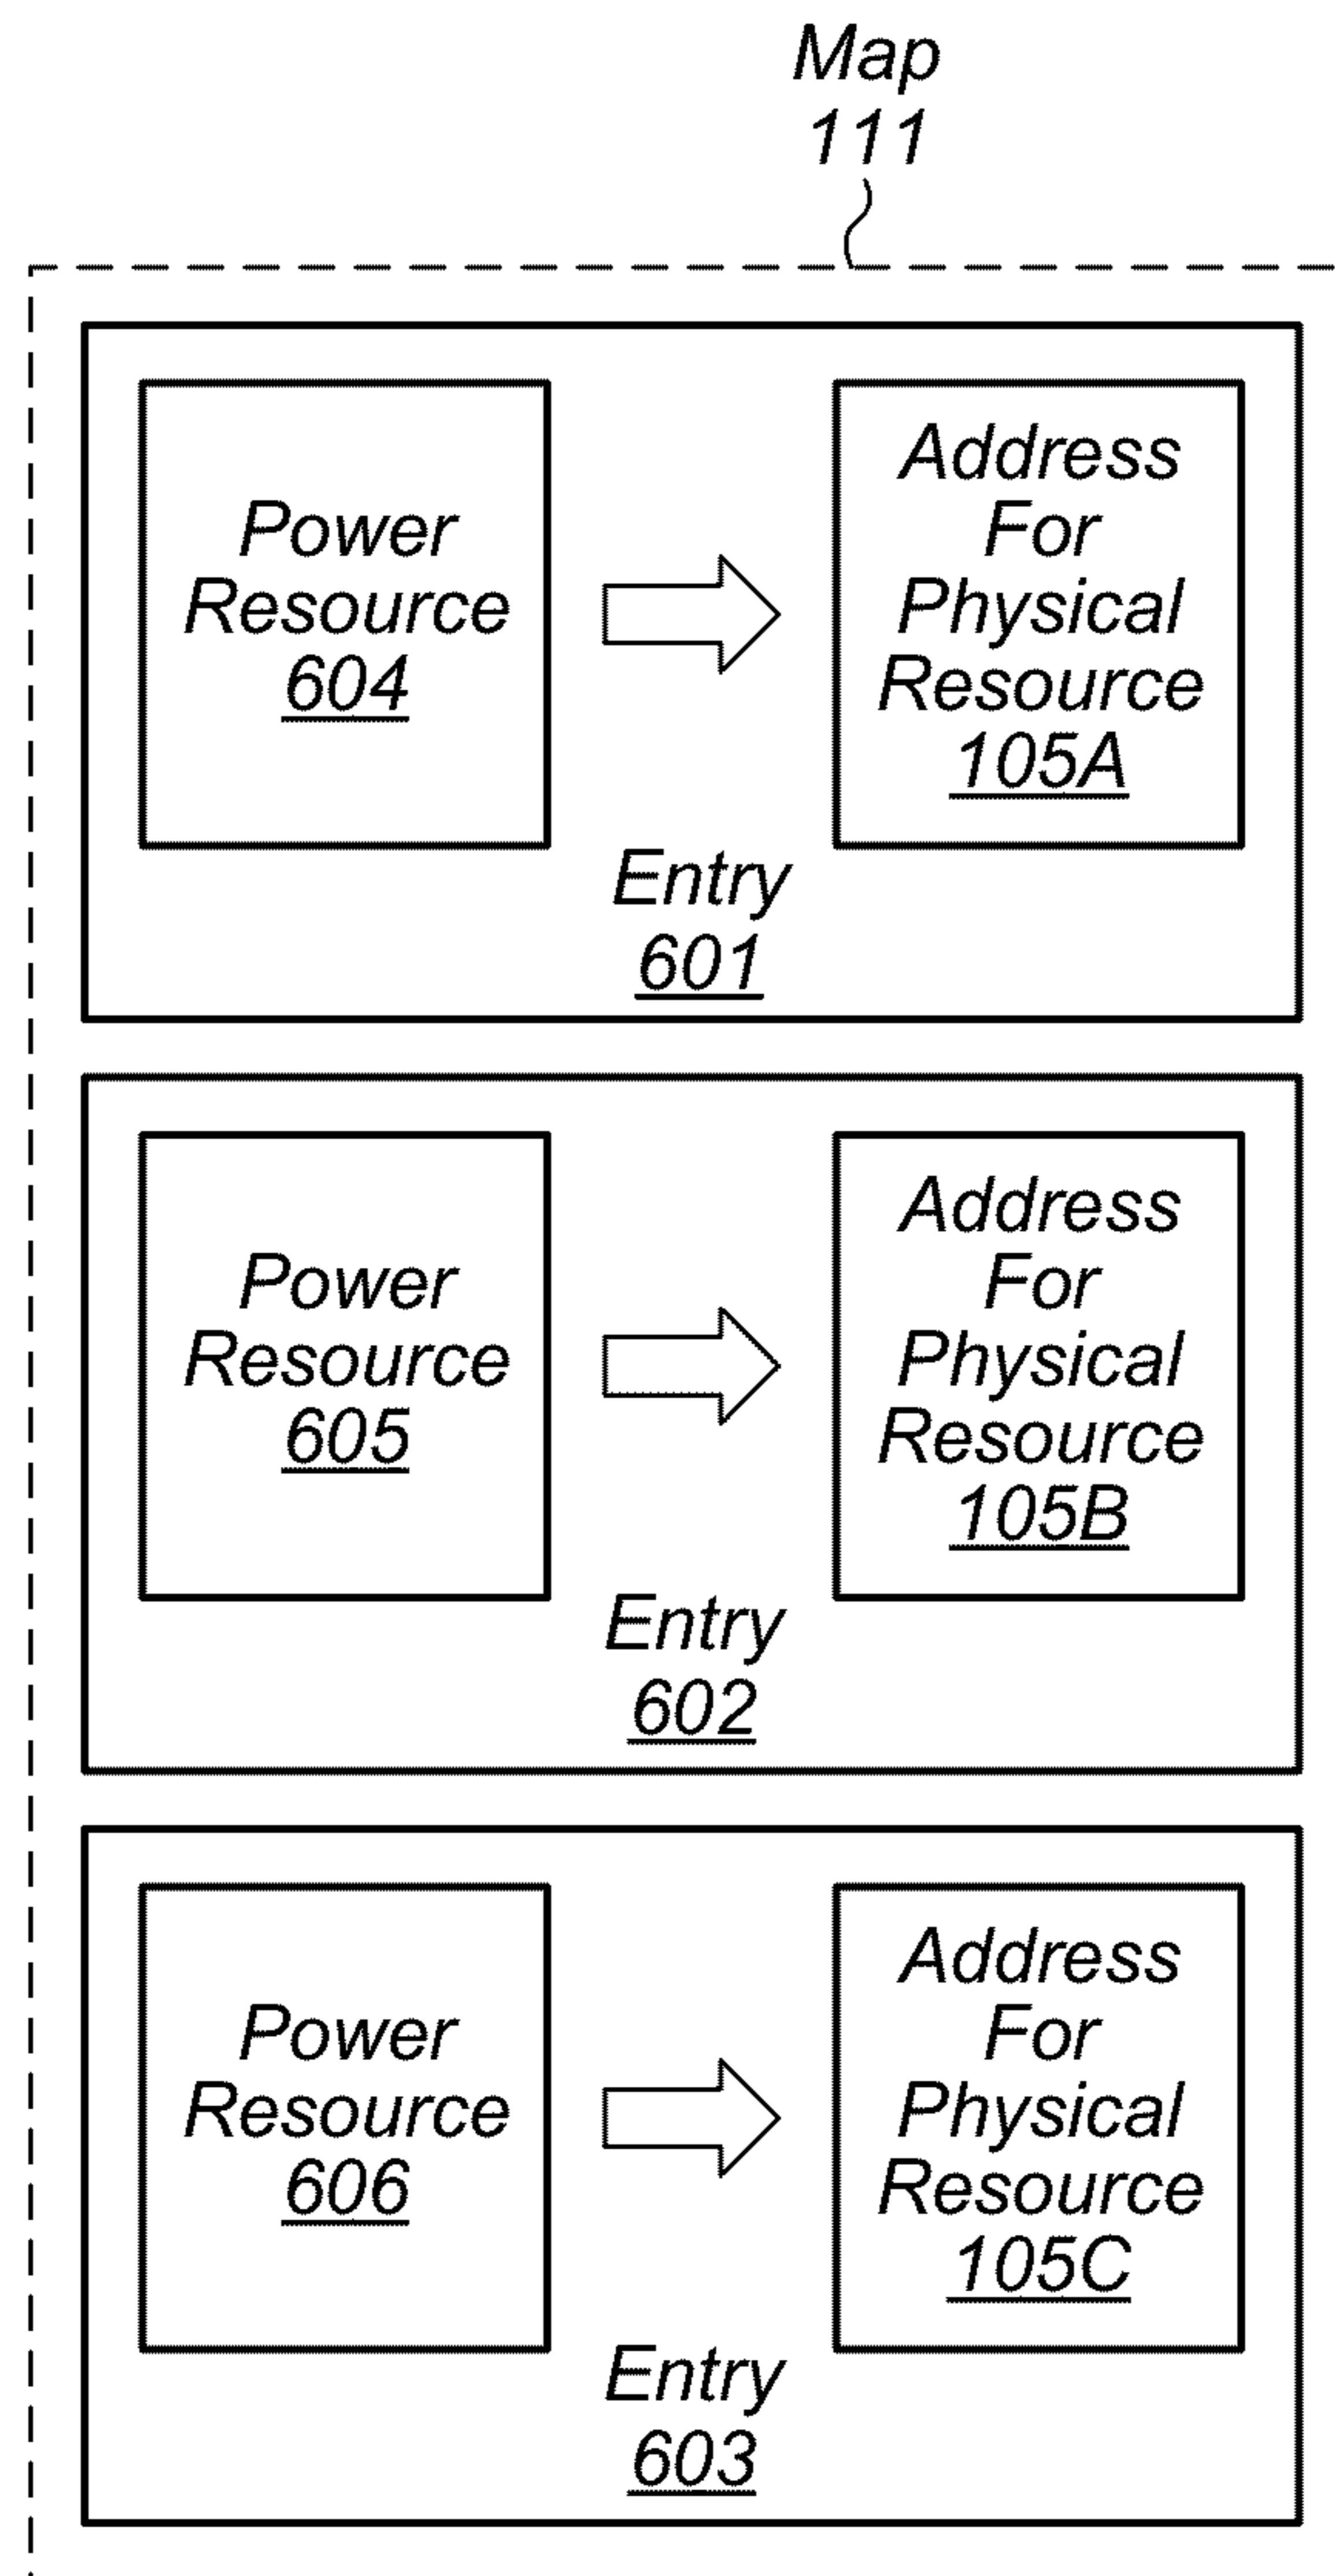 Map
111
Power
Resource
604
Address
For
Physical
Resource
105A
Entry
601
Power
Resource
605
Address
For
Physical
Resource
105B
Entry
602
Power
Resource
606
Address
For
Physical
Resource
105C
Entry
603